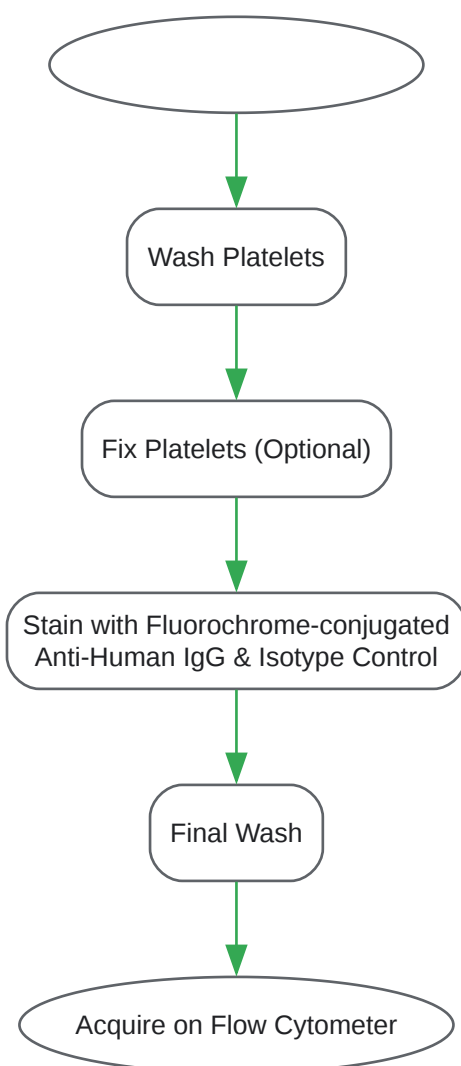 Wash Platelets
Fix Platelets (Optional)
Stain with Fluorochrome-conjugated
Anti-Human IgG & Isotype Control
Final Wash
Acquire on Flow Cytometer